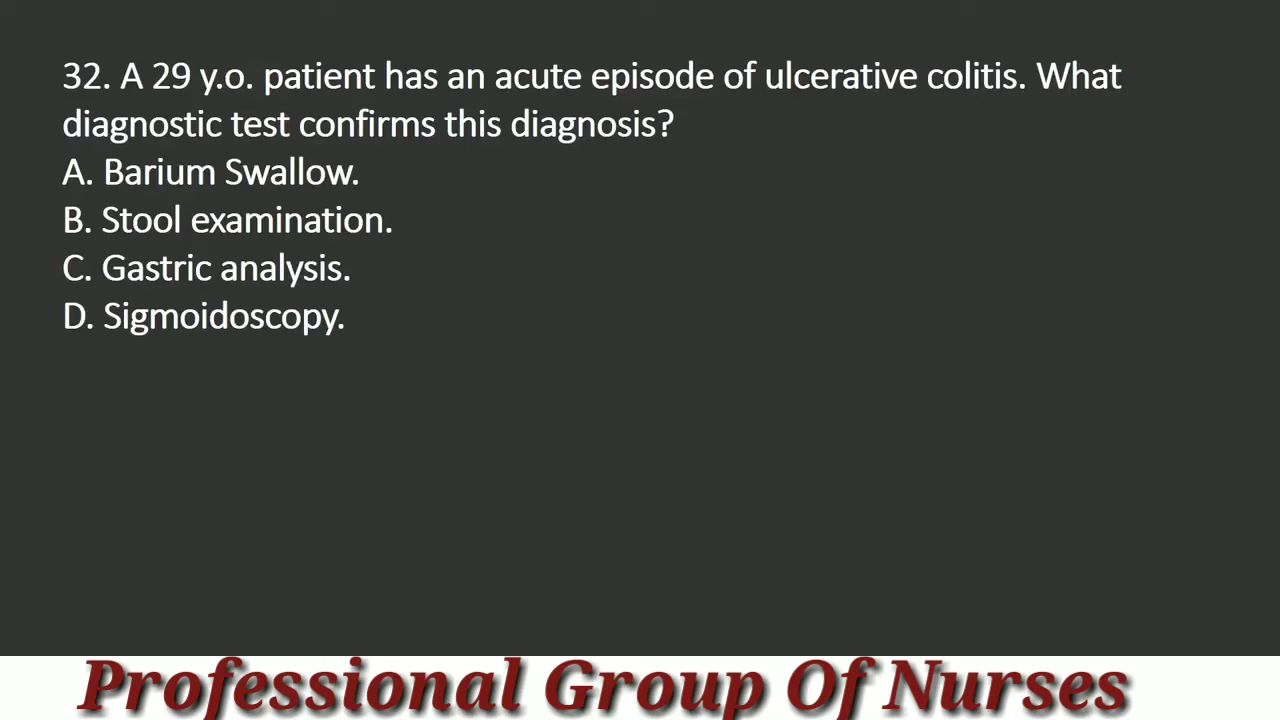 32. A 29 y.o. patient has an acute episode of ulcerative colitis. What
diagnostic test confirms this diagnosis?
A. Barium Swallow.
B. Stool examination.
C. Gastric analysis.
D. Sigmoidoscopy.
Professional Group Of Nurses